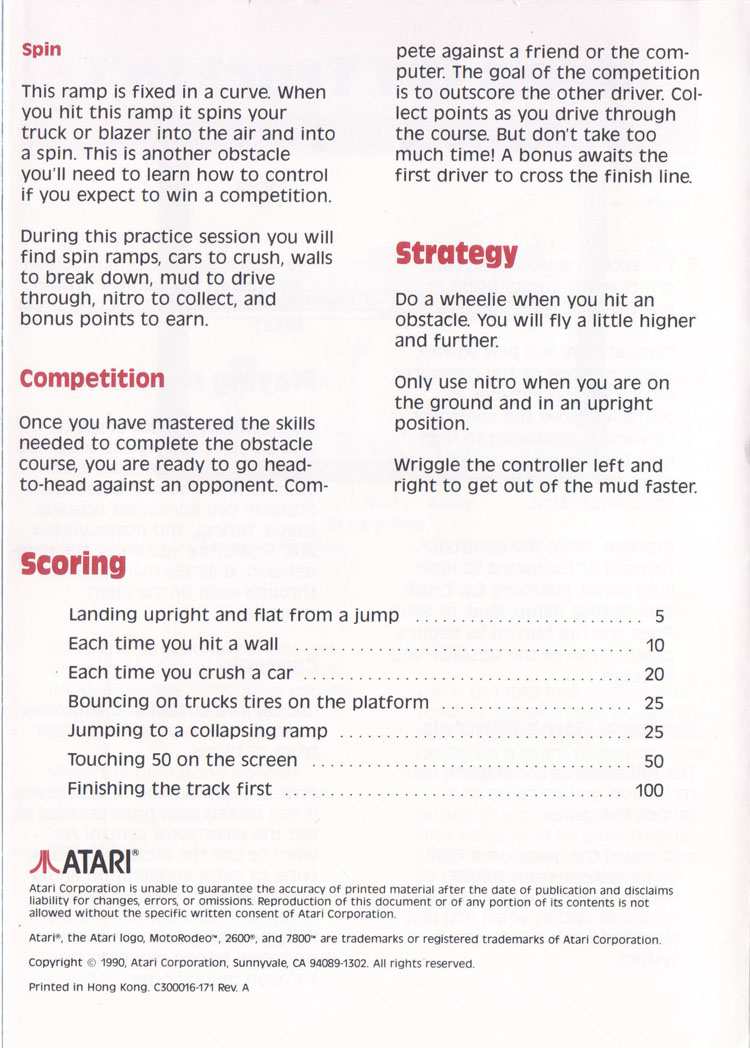 Spin
This ramp is fixed in a curve. When
you hit this ramp it spins your
truck or blazer into the air and into
a spin. This is another obstacle
you'll need to learn how to control
if you expect to win a competition.
During this practice session you will
find spin ramps, cars to crush, walls
to break down, mud to drive
through, nitro to collect, and
bonus points to earn.
Competition
Once you have mastered the skills
needed to complete the obstacle
course, you are ready to go head-
to-head against an opponent. Com-
pete against a friend or the com-
puter. The goal of the competition
is to outscore the other driver. Col-
lect points as you drive through
the course. But don't take too
much time! A bonus awaits the
first driver to cross the finish line.
Strategy
Do a wheelie when you hit an
obstacle. You will fly a little higher
and further.
Only use nitro when you are on
the ground and in an upright
position.
Wriggle the controller left and
right to get out of the mud faster.
Scoring
Landing upright and flat from a jump ......................... 5
Each time you hit a wall ..................................... 10
Each time you crush a car .................................... 20
Bouncing on trucks tires on the platform ..................... 25
Jumping to a collapsing ramp ................................ 25
Touching 50 on the screen ................................... 50
Finishing the track first .................................. 100
ATARI®
Atari Corporation is unable to guarantee the accuracy of printed material after the date of publication and disclaims
liability for changes, errors, or omissions. Reproduction of this document or of any portion of its contents is not
allowed without the specific written consent of Atari Corporation.
Atari®, the Atari logo, MotoRodeo™, 2600®, and 7800™ are trademarks or registered trademarks of Atari Corporation.
Copyright © 1990, Atari Corporation, Sunnyvale, CA 94089-1302. All rights reserved.
Printed in Hong Kong. C300016-171 Rev. A